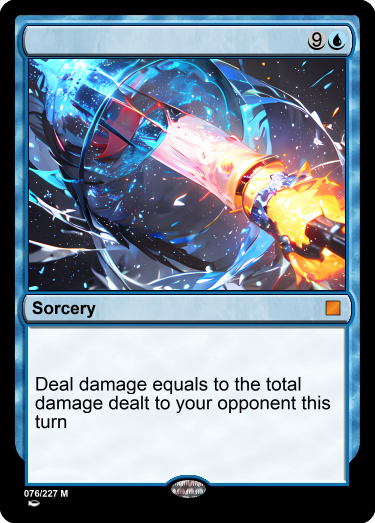 9
Sorcery
Deal damage equals to the total
damage dealt to your opponent this
turn
076/227 M